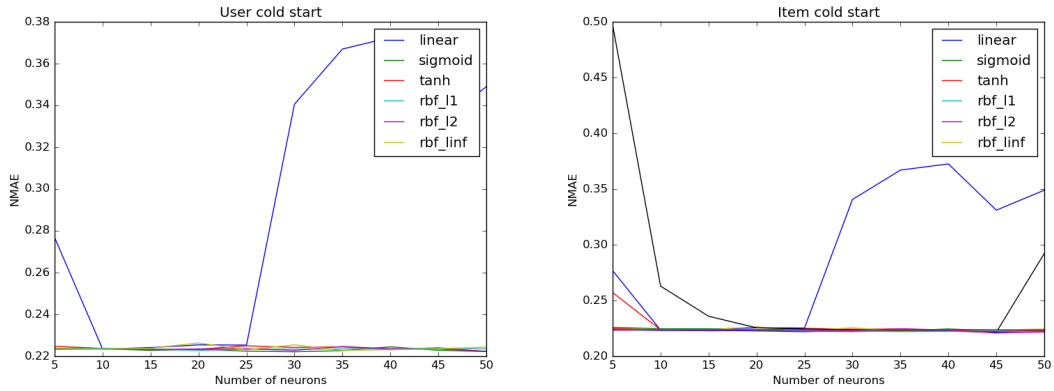 User cold start
0.38
0.36
0.34
0.32
0.30
0.28
0.26
0.24
0.22
NMAE
5 10 15 20 25 30 35 40 45 50
Number of neurons
linear
sigmoid
tanh
rbf_l1
rbf_l2
rbf_linf
Item cold start
0.50
0.45
0.40
0.35
0.30
0.25
0.20
NMAE
5 10 15 20 25 30 35 40 45 50
Number of neurons
linear
sigmoid
tanh
rbf_l1
rbf_l2
rbf_linf